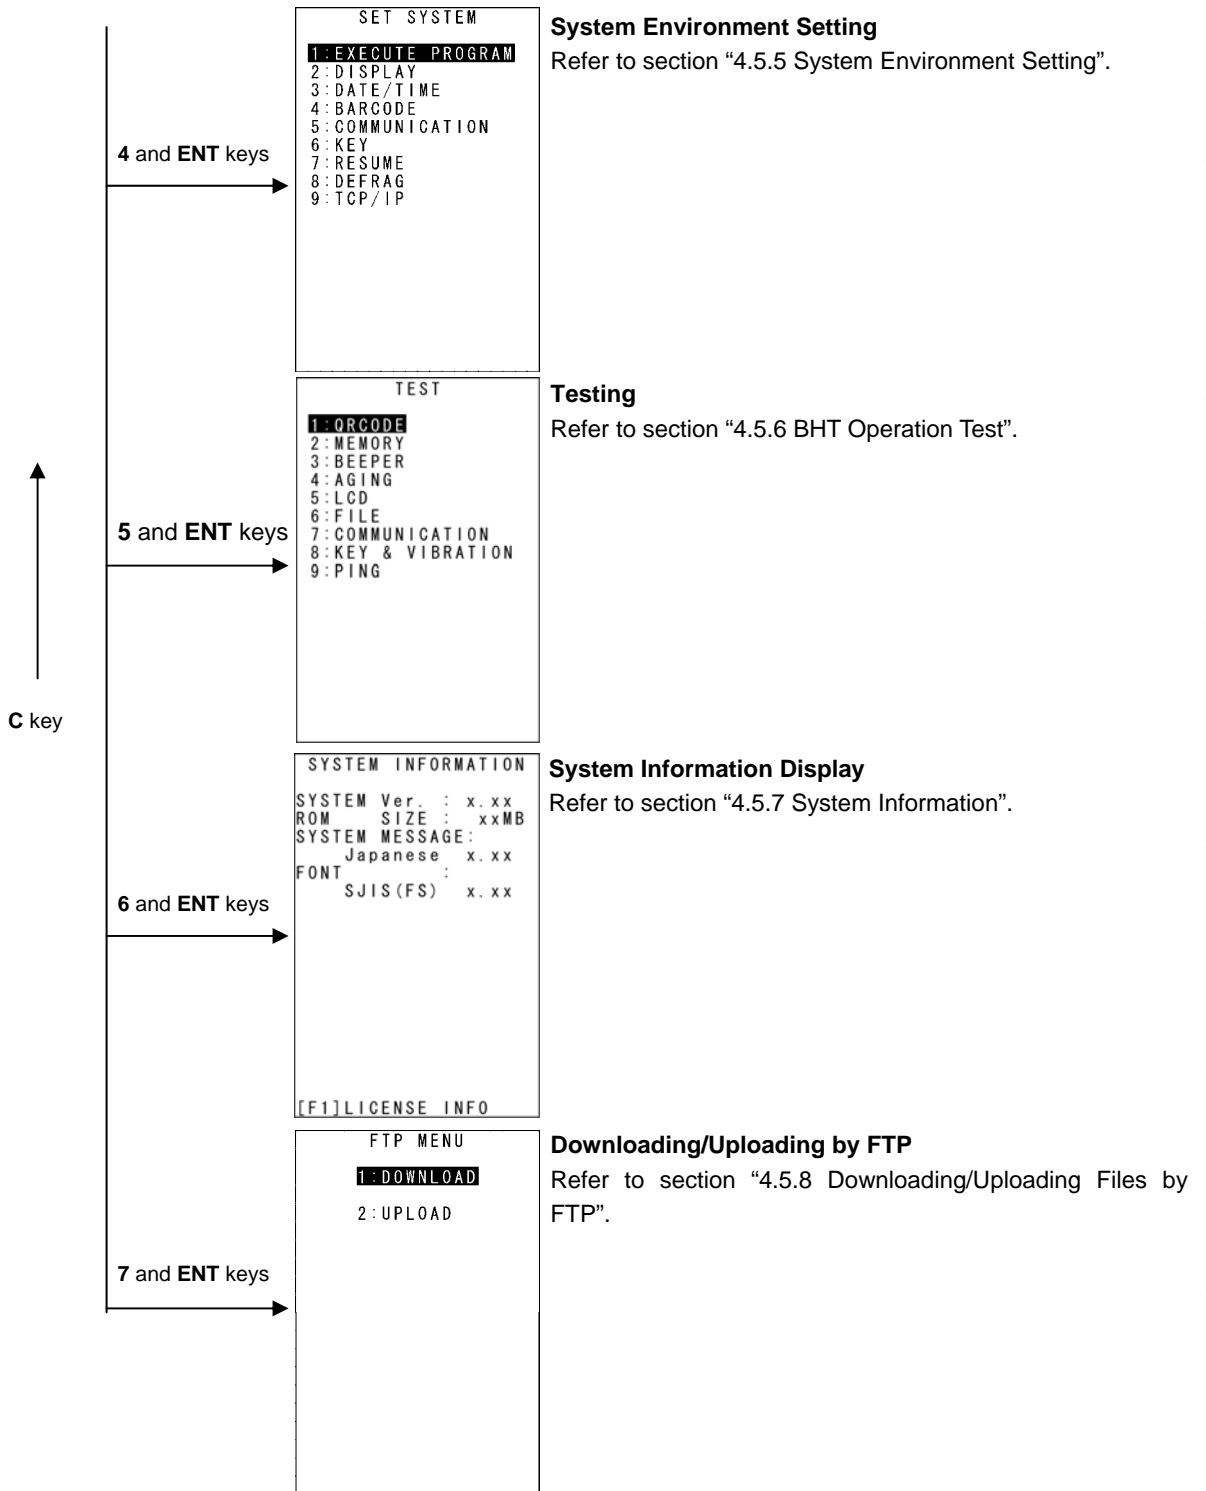 SET SYSTEM
1:EXECUTE PROGRAM
2:DISPLAY
3:DATE/TIME
4:BARCODE
5:COMMUNICATION
6:KEY
7:RESUME
8:DEFRAG
9:TCP/IP
System Environment Setting
Refer to section “4.5.5 System Environment Setting”.
4 and ENT keys
TEST
1:QRCODE
2:MEMORY
3:BEEPER
4:AGING
5:LCD
6:FILE
7:COMMUNICATION
8:KEY & VIBRATION
9:PING
Testing
Refer to section “4.5.6 BHT Operation Test”.
5 and ENT keys
C key
SYSTEM INFORMATION
SYSTEM Ver. : x.xx
ROM SIZE : xxMB
SYSTEM MESSAGE:
Japanese x.xx
FONT :
SJIS(FS) x.xx
[F1]LICENSE INFO
System Information Display
Refer to section “4.5.7 System Information”.
6 and ENT keys
FTP MENU
1:DOWNLOAD
2:UPLOAD
Downloading/Uploading by FTP
Refer to section “4.5.8 Downloading/Uploading Files by
FTP”.
7 and ENT keys